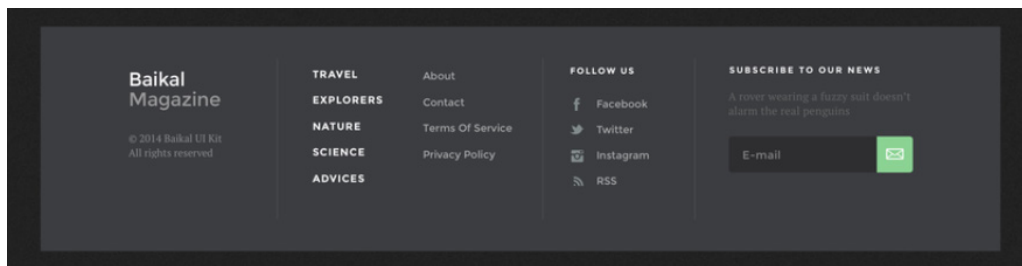 Baikal
Magazine
© 2014 Baikal UI Kit
All rights reserved
TRAVEL
EXPLORERS
NATURE
SCIENCE
ADVICES
About
Contact
Terms Of Service
Privacy Policy
FOLLOW US
Facebook
Twitter
Instagram
RSS
SUBSCRIBE TO OUR NEWS
A rover wearing a fuzzy suit doesn't
alarm the real penguins
E-mail